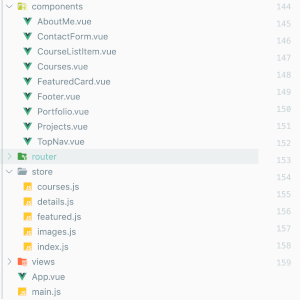 components
AboutMe.vue
ContactForm.vue
CourseListItem.vue
Courses.vue
FeaturedCard.vue
Footer.vue
Portfolio.vue
Projects.vue
TopNav.vue
router
store
courses.js
details.js
featured.js
images.js
index.js
views
App.vue
main.js
144
145
146
147
148
149
150
151
152
153
154
155
156
157
158
159